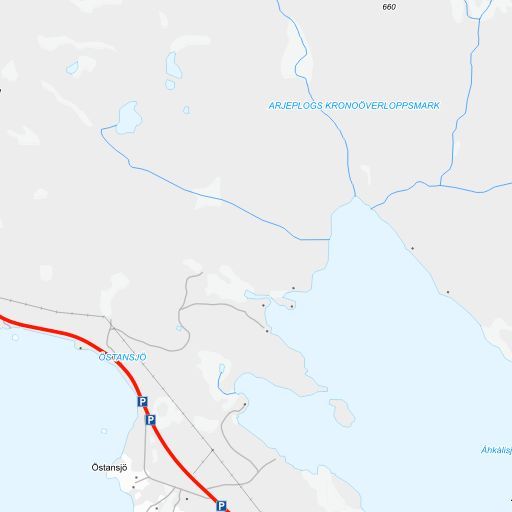 660
ARJEPLOGS KRONOÖVERLOPPSMARK
ÖSTANSJÖ
P
P
Östansjö
P